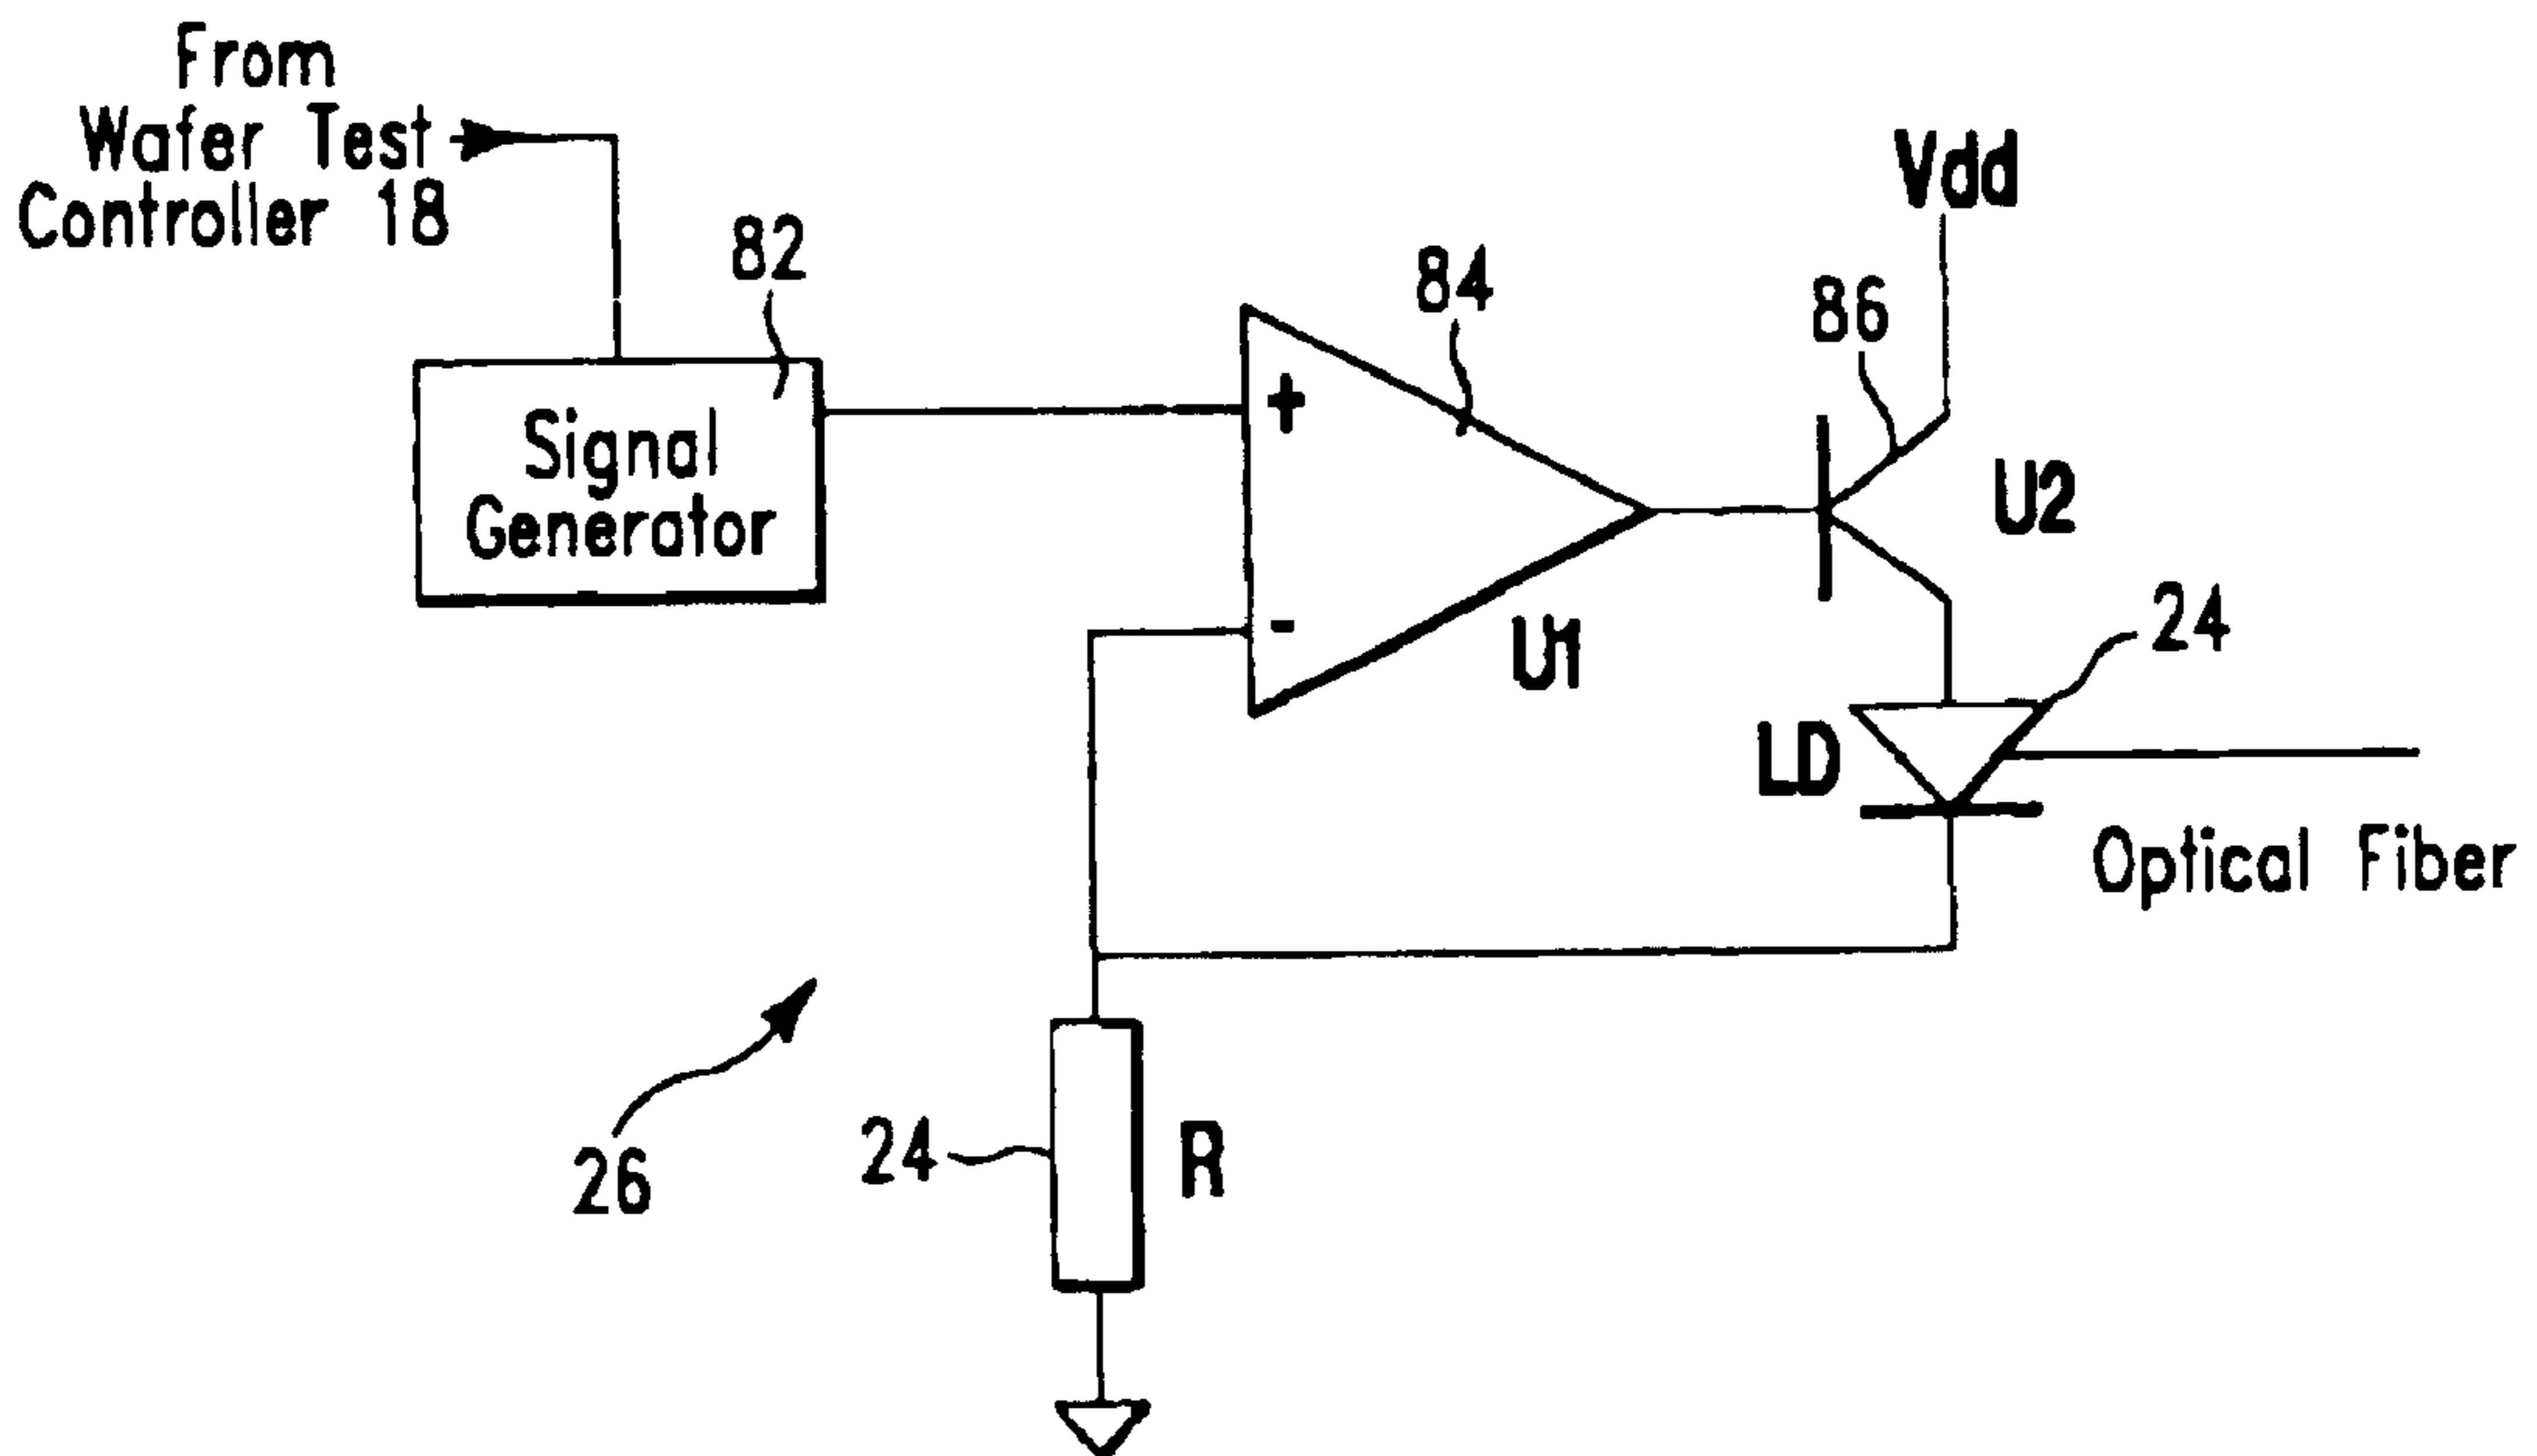 From
Wafer Test
Controller 18
82
Signal
Generator
+
-
84
U1
86
Vdd
U2
24
LD
Optical Fiber
26
24
R